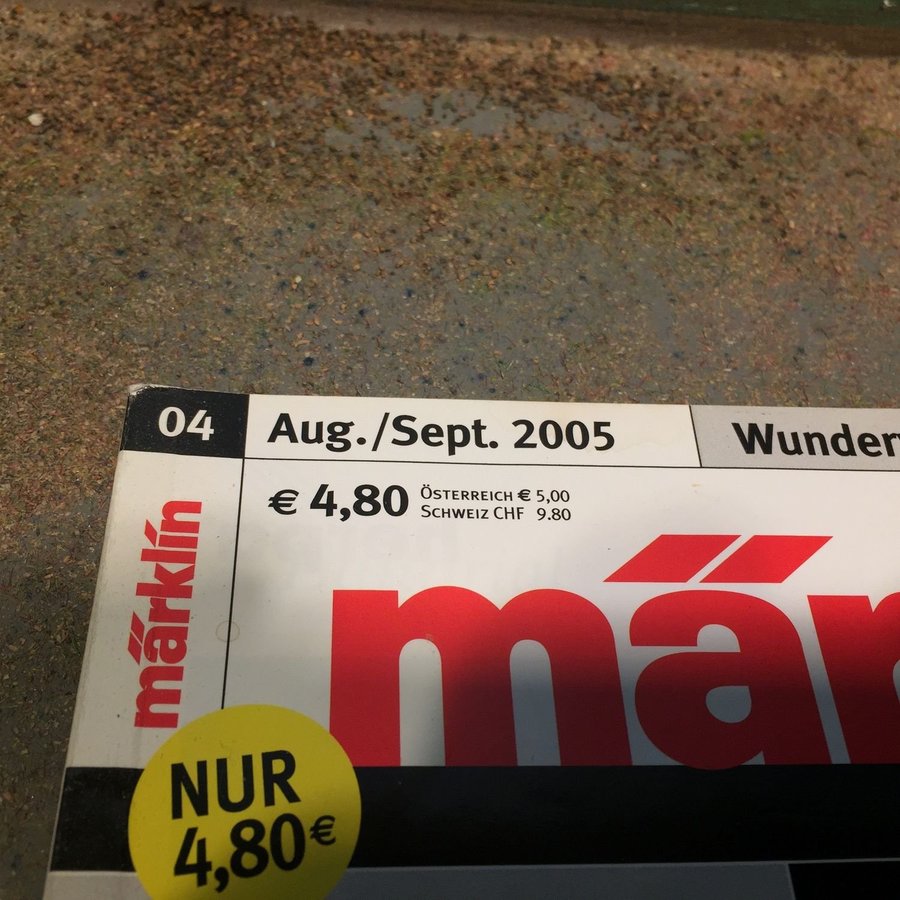 04
Aug./Sept. 2005
€ 4,80
Österreich € 5,00
Schweiz CHF 9.80
märklin
NUR
4,80€